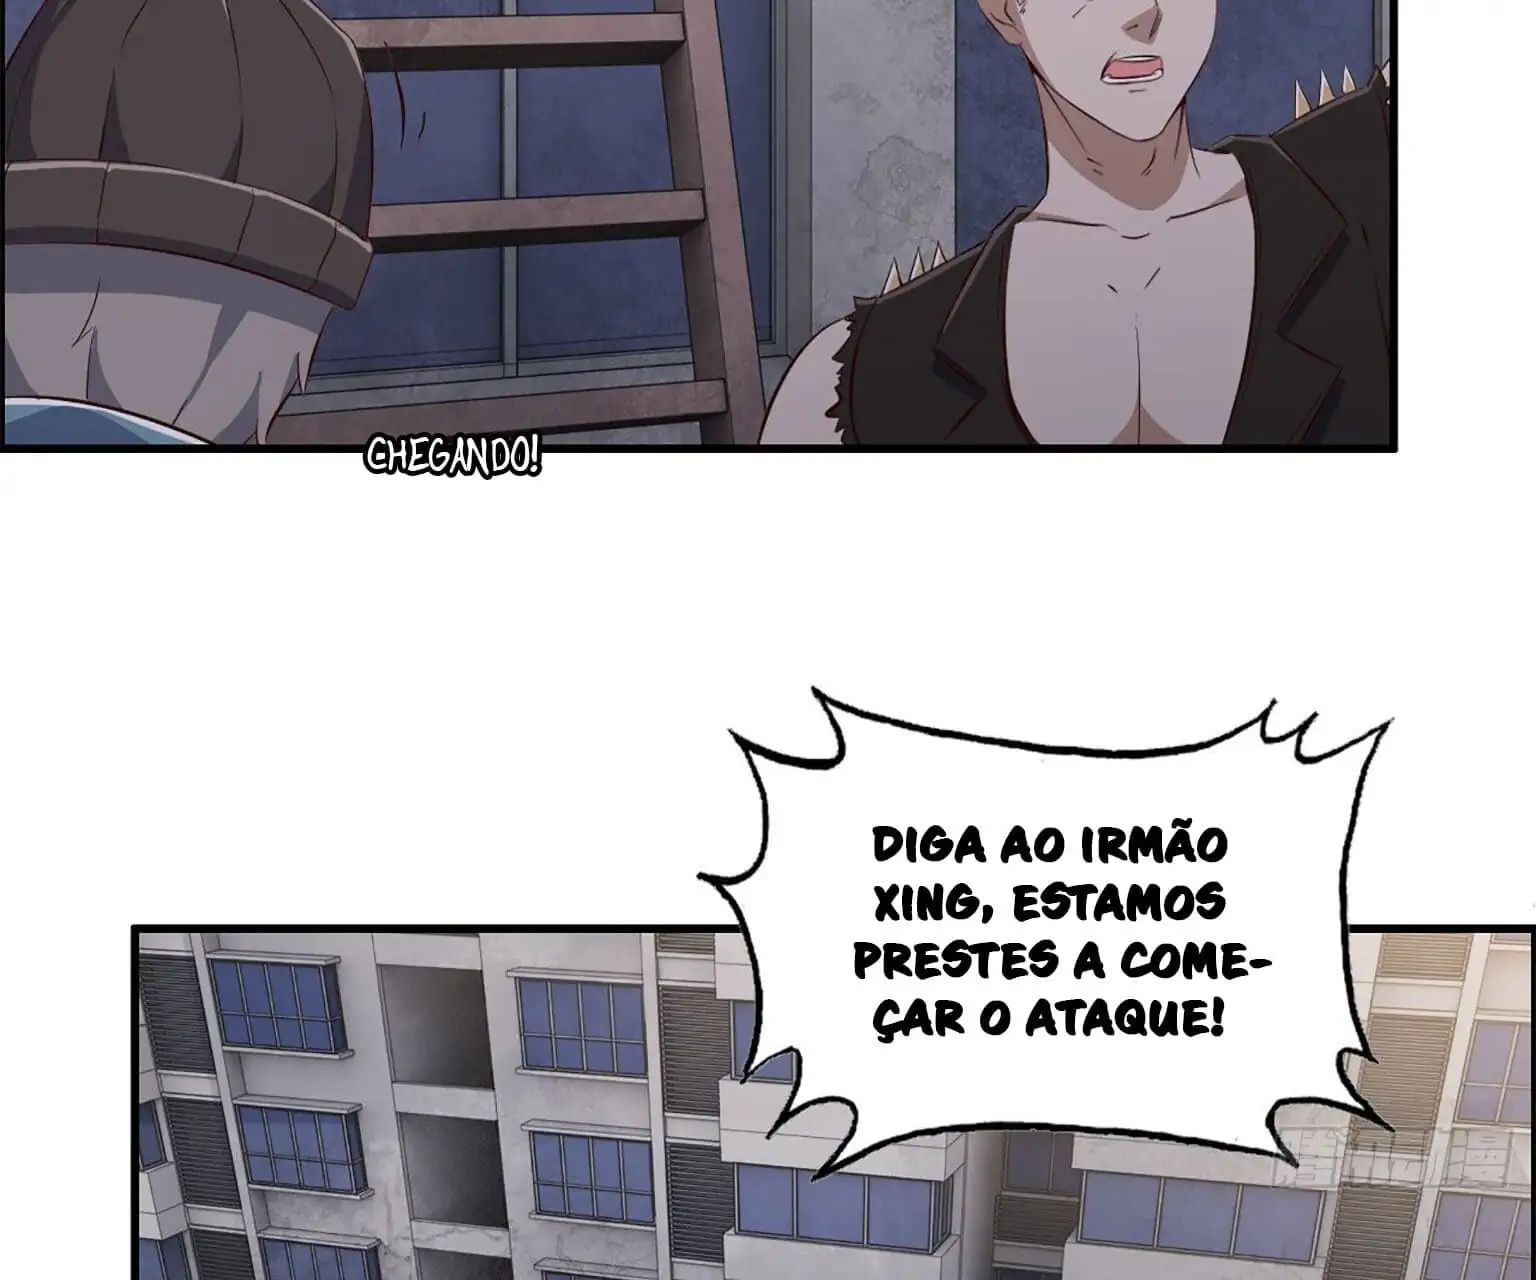 CHEGANDO!
DIGA AO IRMÃO
XING, ESTAMOS
PRESTES A COME-
ÇAR O ATAQUE!